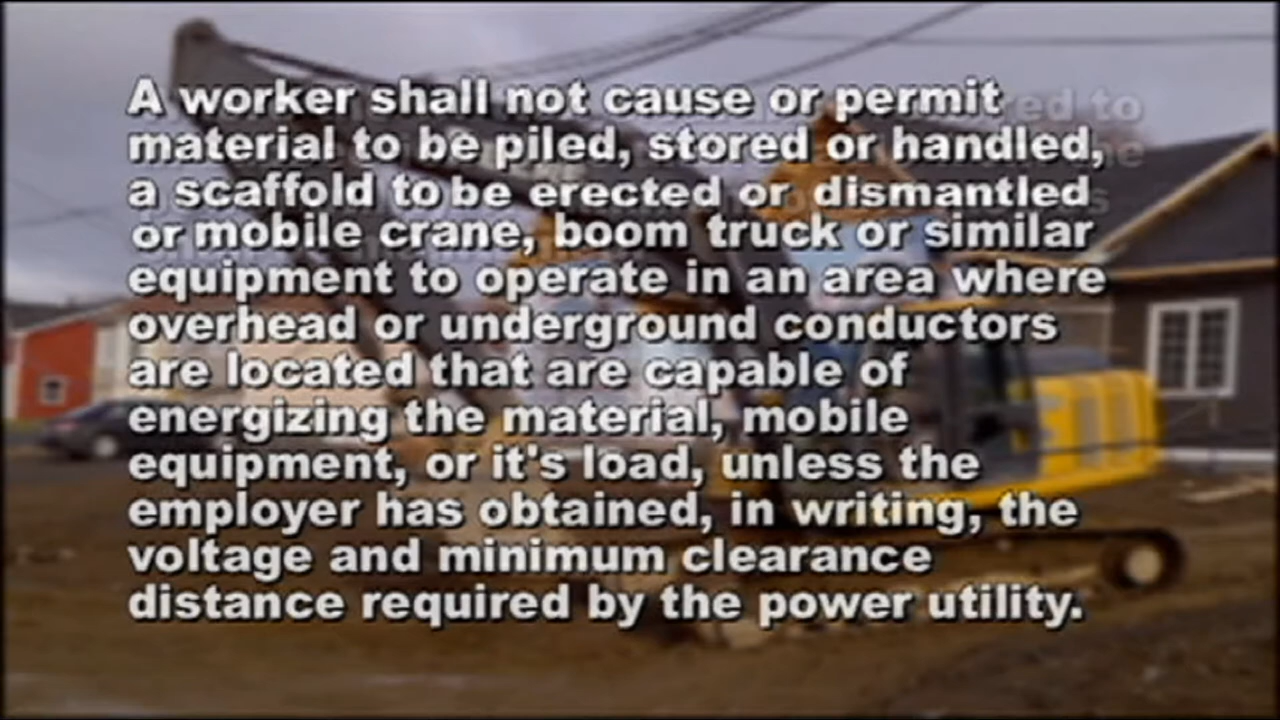 A worker shall not cause or permit
material to be piled, stored or handled,
a scaffold to be erected or dismantled
or mobile crane, boom truck or similar
equipment to operate in an area where
overhead or underground conductors
are located that are capable of
energizing the material, mobile
equipment, or it's load, unless the
employer has obtained, in writing, the
voltage and minimum clearance
distance required by the power utility.